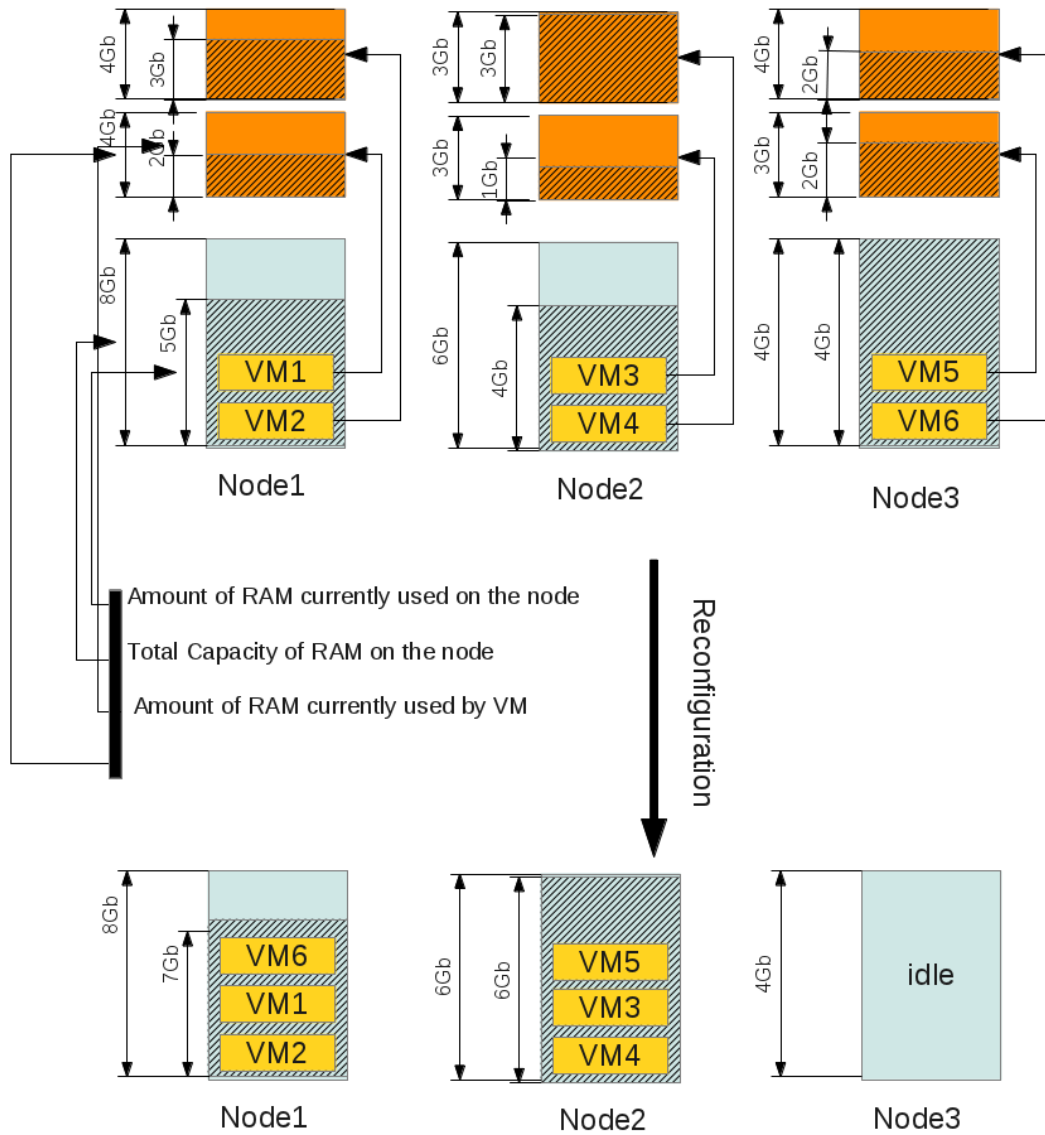 4Gb
3Gb
3Gb
3Gb
4Gb
2Gb
4Gb
2Gb
3Gb
1Gb
3Gb
2Gb
8Gb
5Gb
VM1
VM2
6Gb
4Gb
VM3
VM4
4Gb
4Gb
VM5
VM6
Node1
Node2
Node3
Amount of RAM currently used on the node
Total Capacity of RAM on the node
Amount of RAM currently used by VM
Reconfiguration
8Gb
7Gb
VM6
VM1
VM2
6Gb
6Gb
VM5
VM3
VM4
4Gb
idle
Node1
Node2
Node3